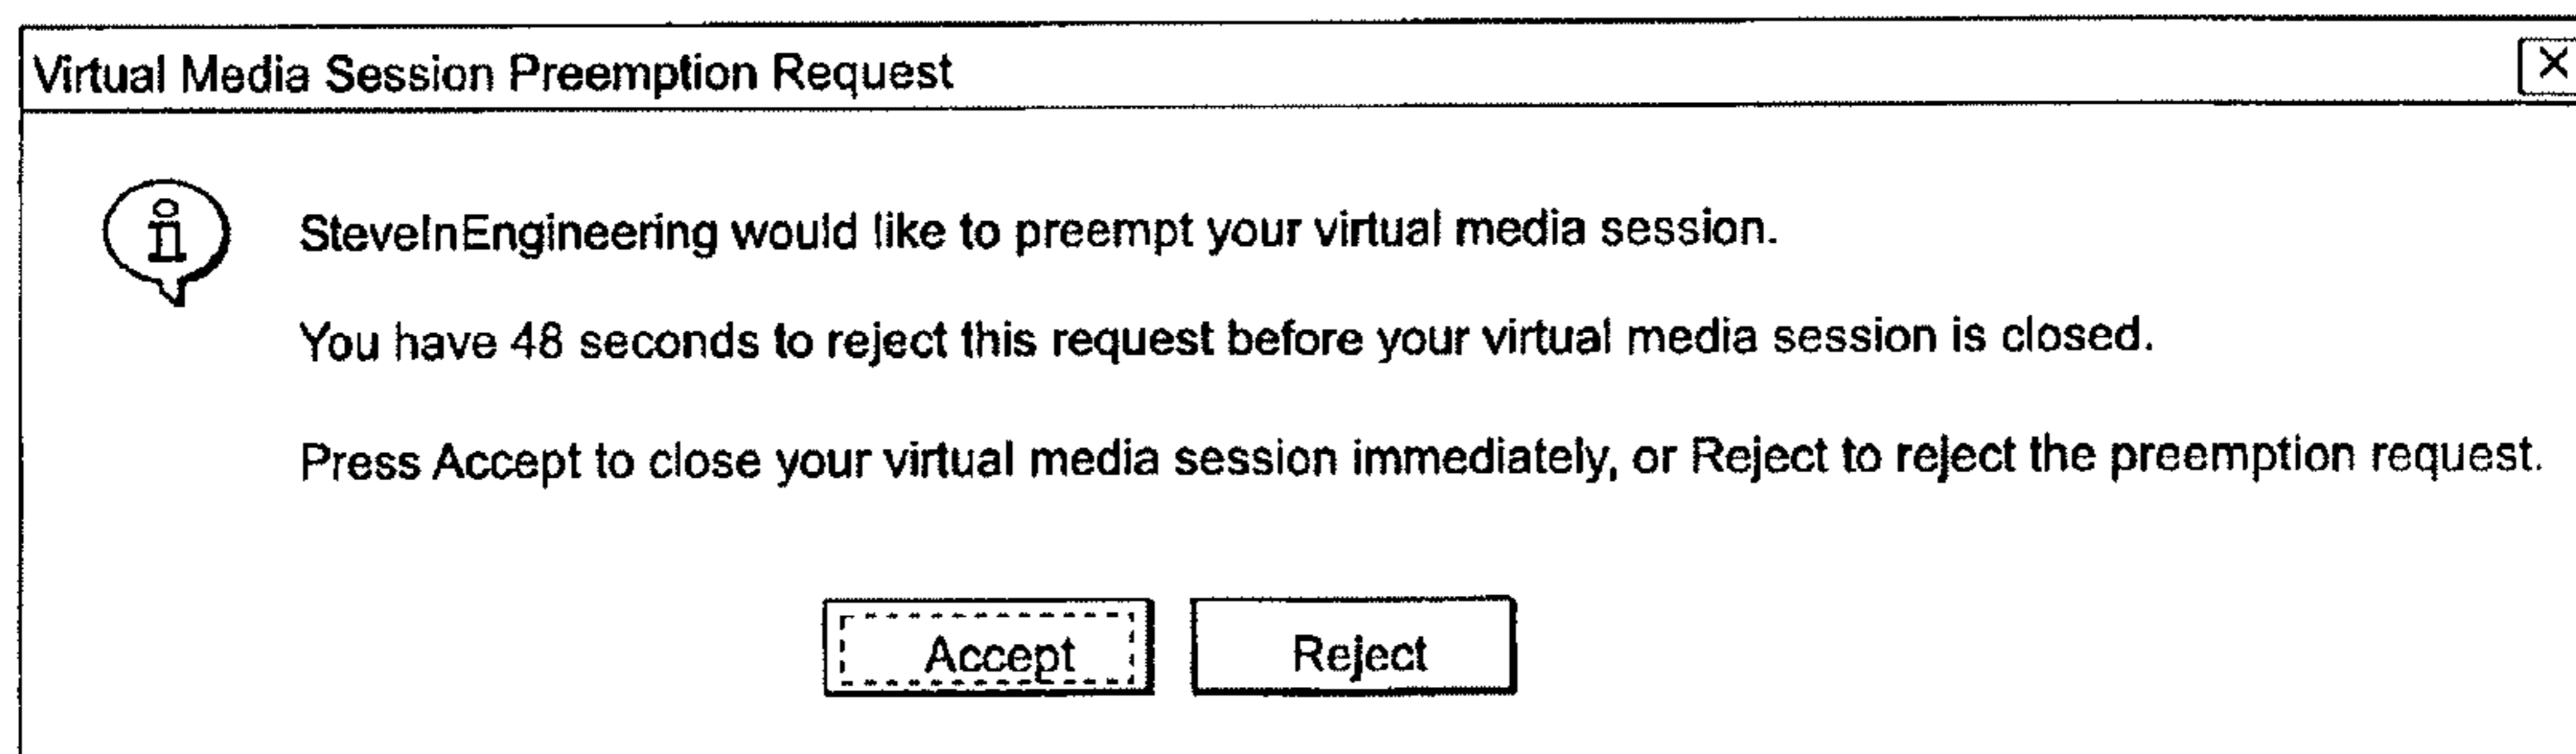 Virtual Media Session Preemption Request
X
i
SteveInEngineering would like to preempt your virtual media session.
You have 48 seconds to reject this request before your virtual media session is closed.
Press Accept to close your virtual media session immediately, or Reject to reject the preemption request.
Accept
Reject